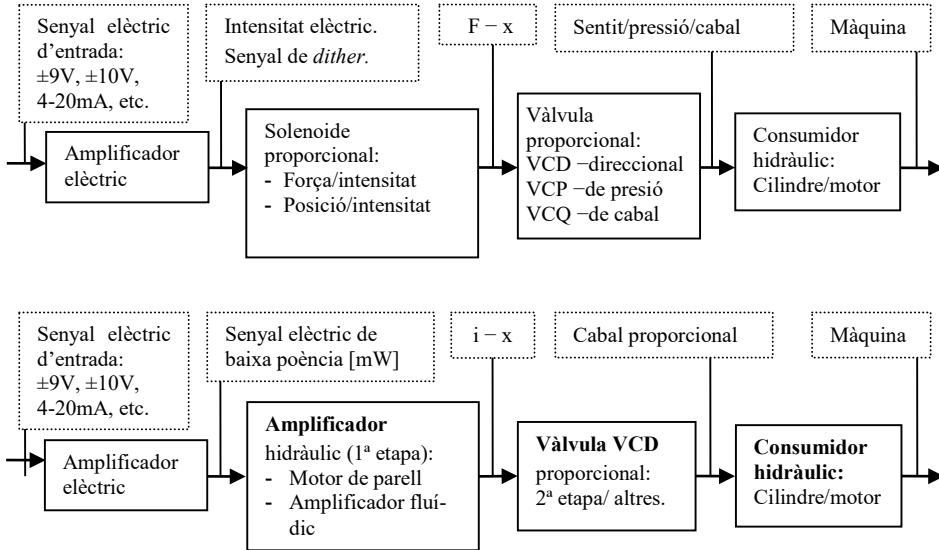 Senyal elèctric
d’entrada:
±9V, ±10V,
4-20mA, etc.
Intensitat elèctric.
Senyal de dither.
F − x
Sentit/pressió/cabal
Màquina
Amplificador
elèctric
Solenoide
proporcional:
- Força/intensitat
- Posició/intensitat
Vàlvula
proporcional:
VCD −direccional
VCP −de presió
VCQ −de cabal
Consumidor
hidràulic:
Cilindre/motor
Senyal elèctric
d’entrada:
±9V, ±10V,
4-20mA, etc.
Senyal elèctric de
baixa poència [mW]
i − x
Cabal proporcional
Màquina
Amplificador
elèctric
Amplificador
hidràulic (1ª etapa):
- Motor de parell
- Amplificador fluí-
dic
Vàlvula VCD
proporcional:
2ª etapa/ altres.
Consumidor
hidràulic:
Cilindre/motor